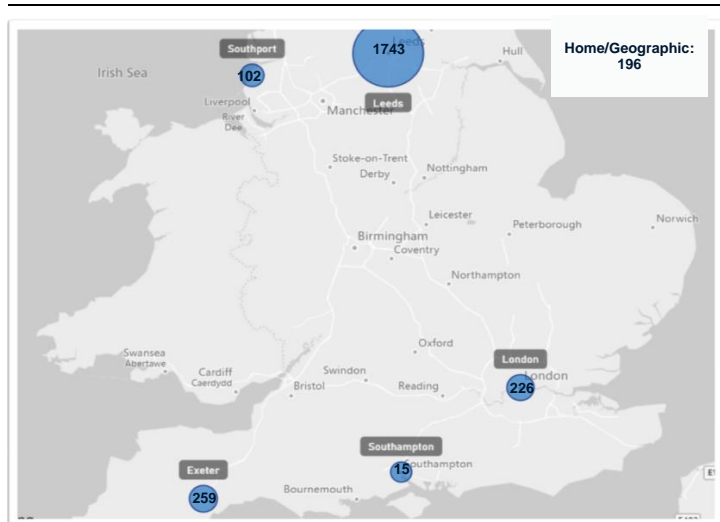 Southport
1743
Leeds
Hull
Home/Geographic:
196
Irish Sea
102
Liverpool
River
Dee
Leeds
Manchester
Stoke-on-Trent
Derby
Nottingham
Leicester
Peterborough
Norwich
Birmingham
Coventry
Northampton
Swansea
Abertawe
Cardiff
Caerdydd
Oxford
Swindon
Reading
Bristol
London
London
226
Southampton
15
Southampton
Exeter
259
Bournemouth